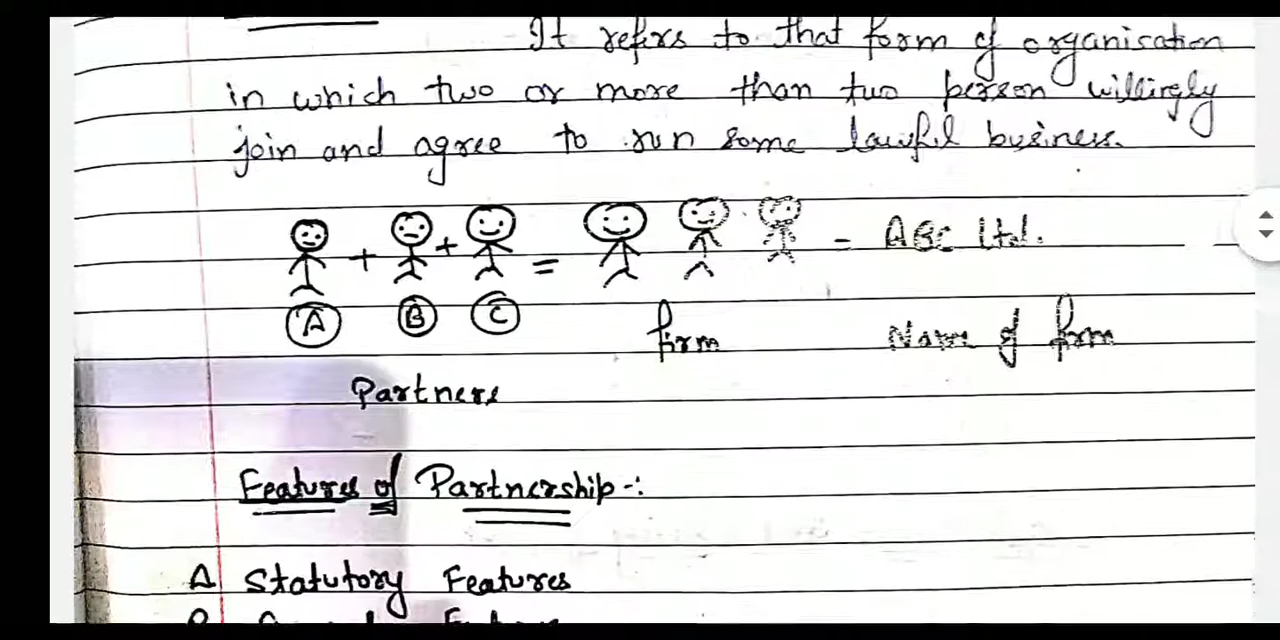 It refers to that form of organisation
in which two or more than two person willingly
join and agree to run some lawful business.
+ + = = ABC Ltd.
A B C firm Name of firm
Partners
Features of Partnership -:
A Statutory Features
B